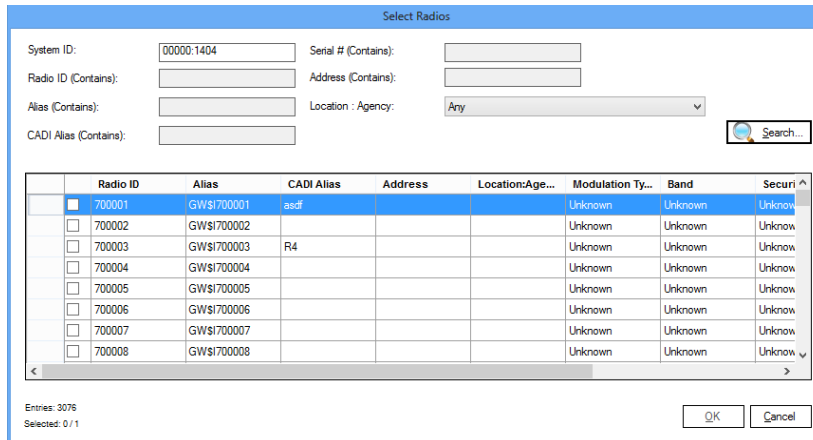 Select Radios
System ID: 00000:1404 Serial # (Contains):
Radio ID (Contains): Address (Contains):
Alias (Contains): Location : Agency: Any
CADI Alias (Contains):
Search...
Radio ID Alias CADI Alias Address Location:Age... Modulation Ty... Band Securi
700001 GW$I700001 asdf Unknown Unknown Unknow
700002 GW$I700002 Unknown Unknown Unknow
700003 GW$I700003 R4 Unknown Unknown Unknow
700004 GW$I700004 Unknown Unknown Unknow
700005 GW$I700005 Unknown Unknown Unknow
700006 GW$I700006 Unknown Unknown Unknow
700007 GW$I700007 Unknown Unknown Unknow
700008 GW$I700008 Unknown Unknown Unknow
Entries: 3076
Selected: 0 / 1
OK Cancel